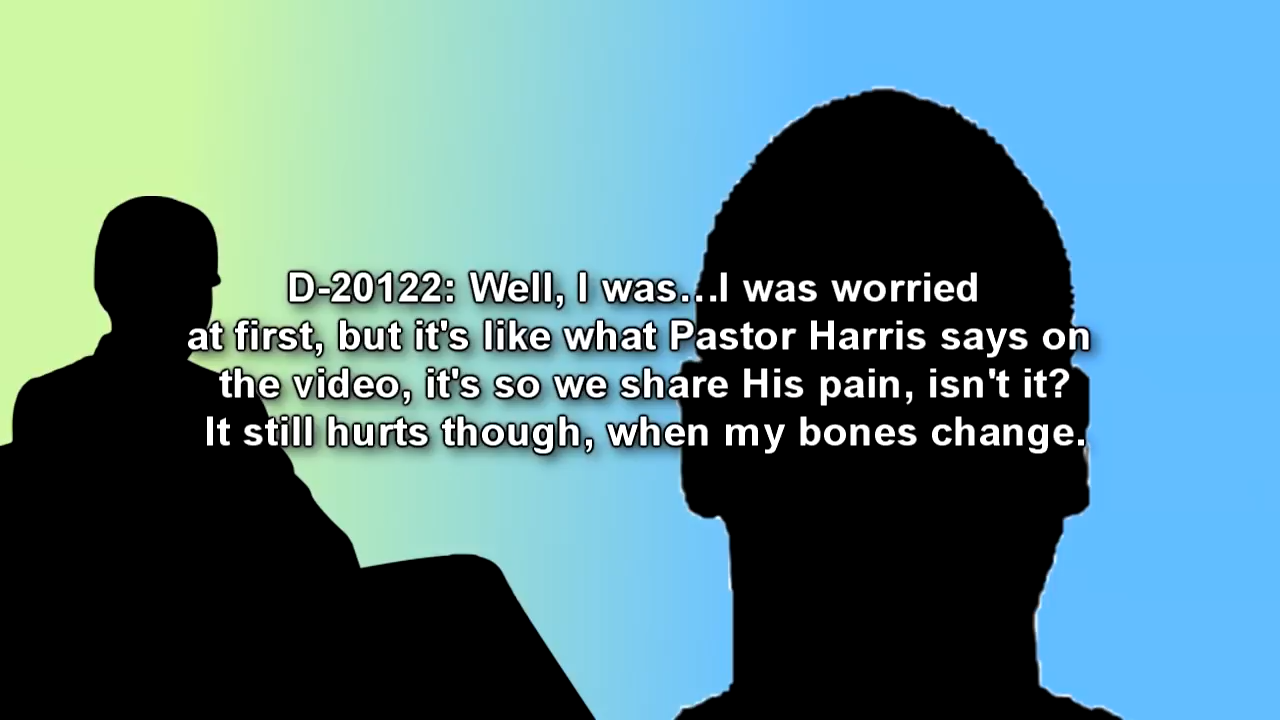 D-20122: Well, I was...I was worried
at first, but it's like what Pastor Harris says on
the video, it's so we share His pain, isn't it?
It still hurts though, when my bones change.